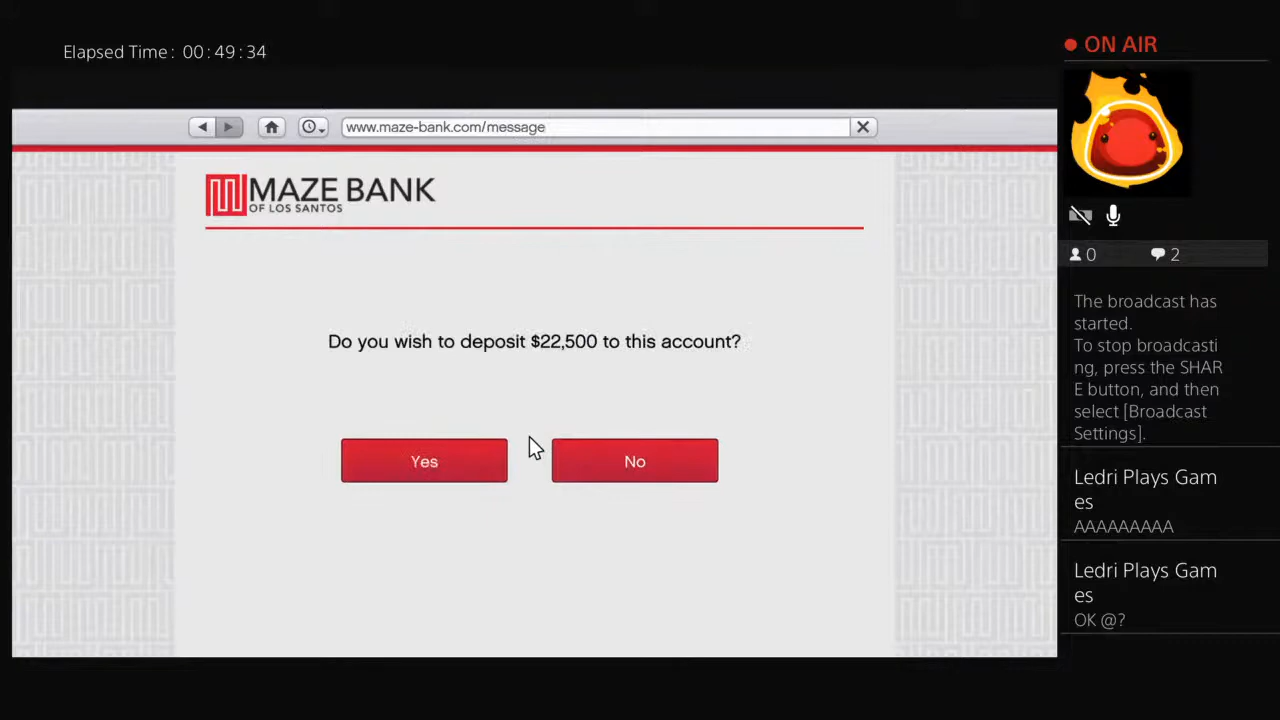 Elapsed Time: 00:49:34
ON AIR
www.maze-bank.com/message
MAZE BANK
OF LOS SANTOS
Do you wish to deposit $22,500 to this account?
Yes
No
0
2
The broadcast has
started.
To stop broadcasti
ng, press the SHAR
E button, and then
select [Broadcast
Settings].
Ledri Plays Gam
es
AAAAAAAAA
Ledri Plays Gam
es
OK @?